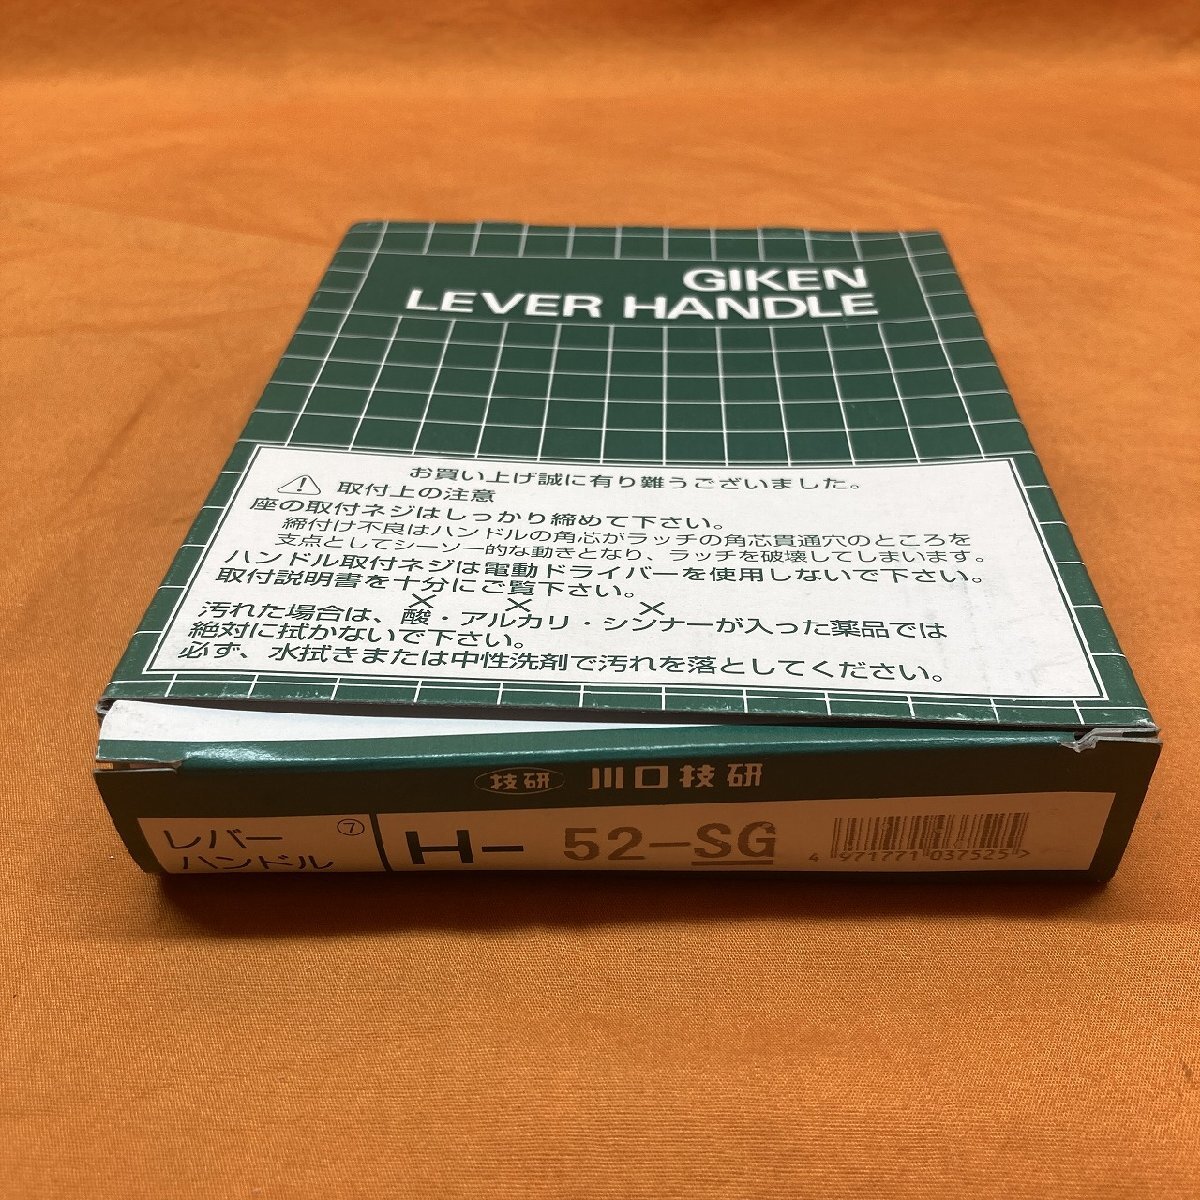 GIKEN
LEVER HANDLE
お買い上げ誠に有り難うございました。
取付上の注意
座の取付ネジはしっかり締めて下さい。
締付け不良はハンドルの角芯がラッチの角芯貫通穴のところを
支点としてシーソー的な動きとなり、ラッチを破壊してしまいます。
ハンドル取付ネジは電動ドライバーを使用しないで下さい。
取付説明書を十分にご覧下さい。
× × ×
汚れた場合は、酸・アルカリ・シンナーが入った薬品では
絶対に拭かないで下さい。
必ず、水拭きまたは中性洗剤で汚れを落としてください。
技研 川口技研
レバー ⑦
ハンドル
H- 52-SG
4 971771 037525 >